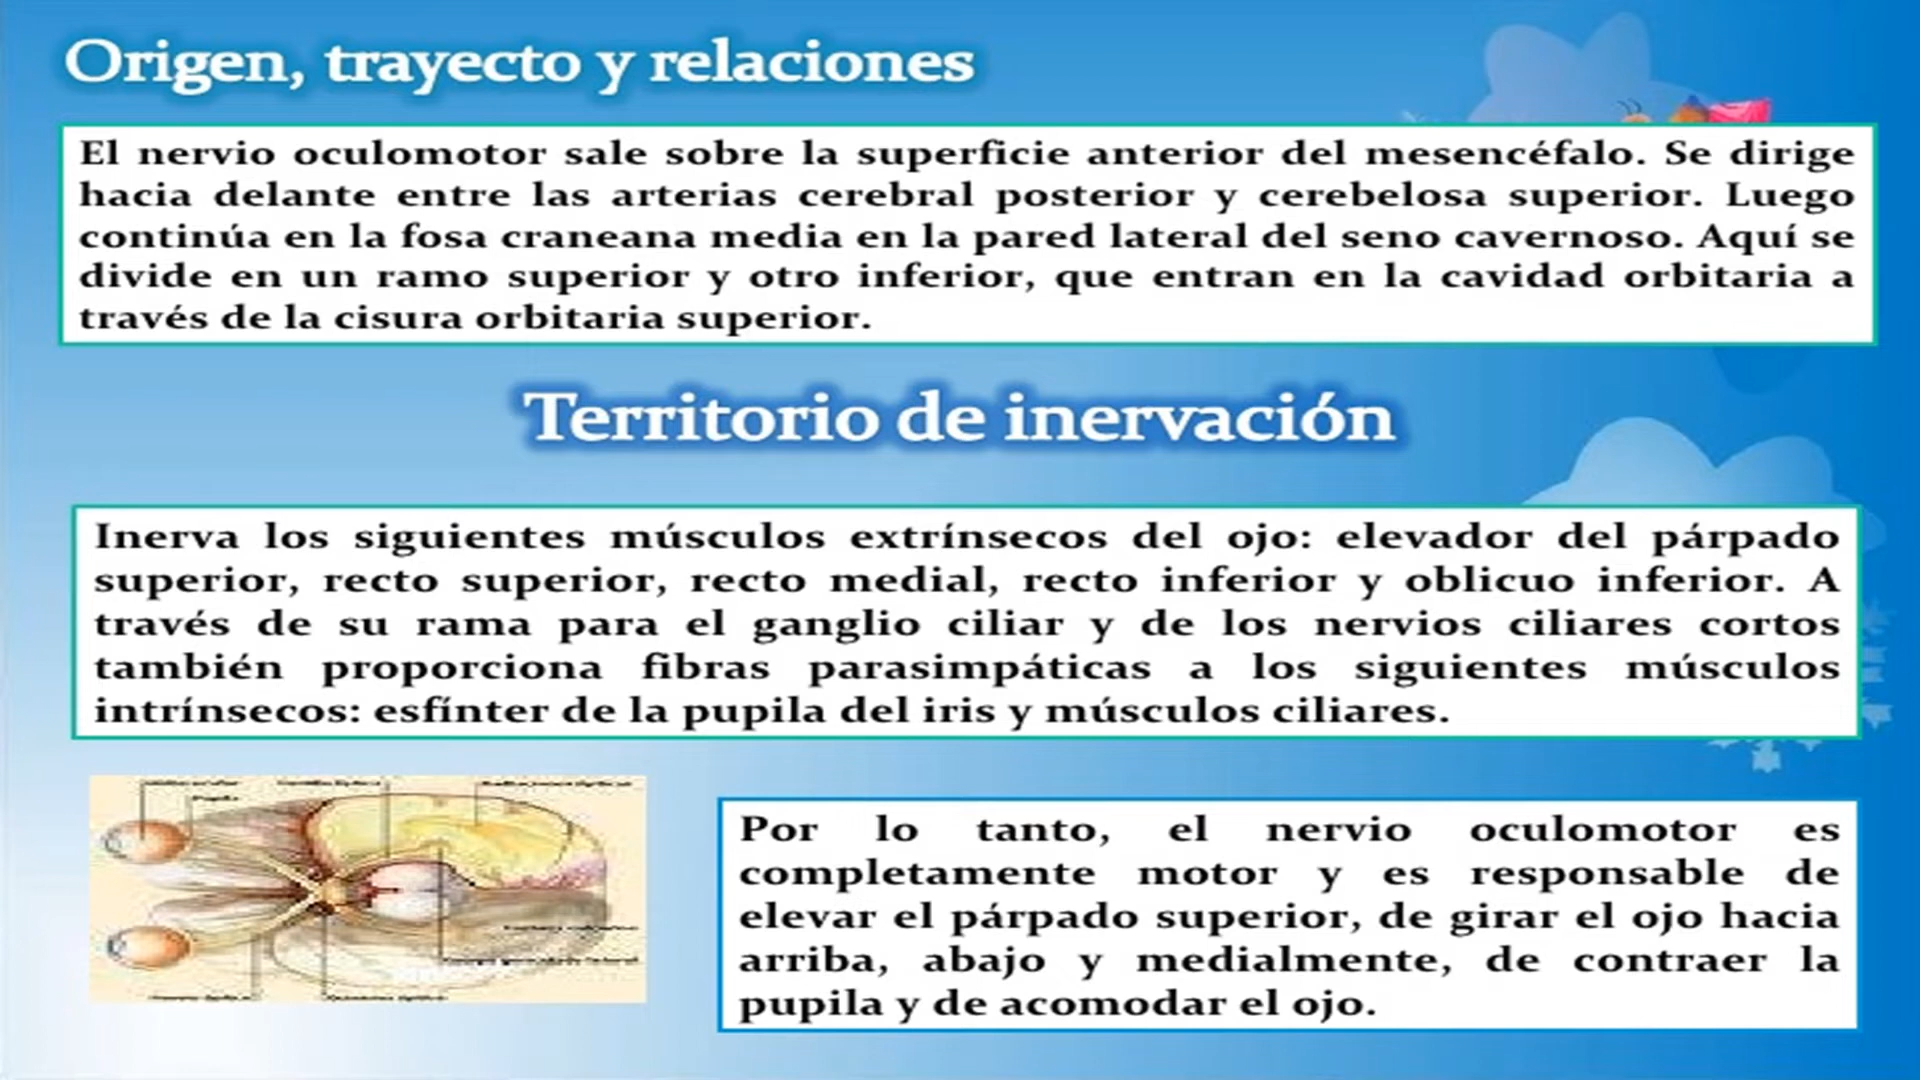 Origen, trayecto y relaciones
El nervio oculomotor sale sobre la superficie anterior del mesencéfalo. Se dirige
hacia delante entre las arterias cerebral posterior y cerebelosa superior. Luego
continúa en la fosa craneana media en la pared lateral del seno cavernoso. Aquí se
divide en un ramo superior y otro inferior, que entran en la cavidad orbitaria a
través de la cisura orbitaria superior.
Territorio de inervación
Inerva los siguientes músculos extrínsecos del ojo: elevador del párpado
superior, recto superior, recto medial, recto inferior y oblicuo inferior. A
través de su rama para el ganglio ciliar y de los nervios ciliares cortos
también proporciona fibras parasimpáticas a los siguientes músculos
intrínsecos: esfínter de la pupila del iris y músculos ciliares.
Por lo tanto, el nervio oculomotor es
completamente motor y es responsable de
elevar el párpado superior, de girar el ojo hacia
arriba, abajo y medialmente, de contraer la
pupila y de acomodar el ojo.